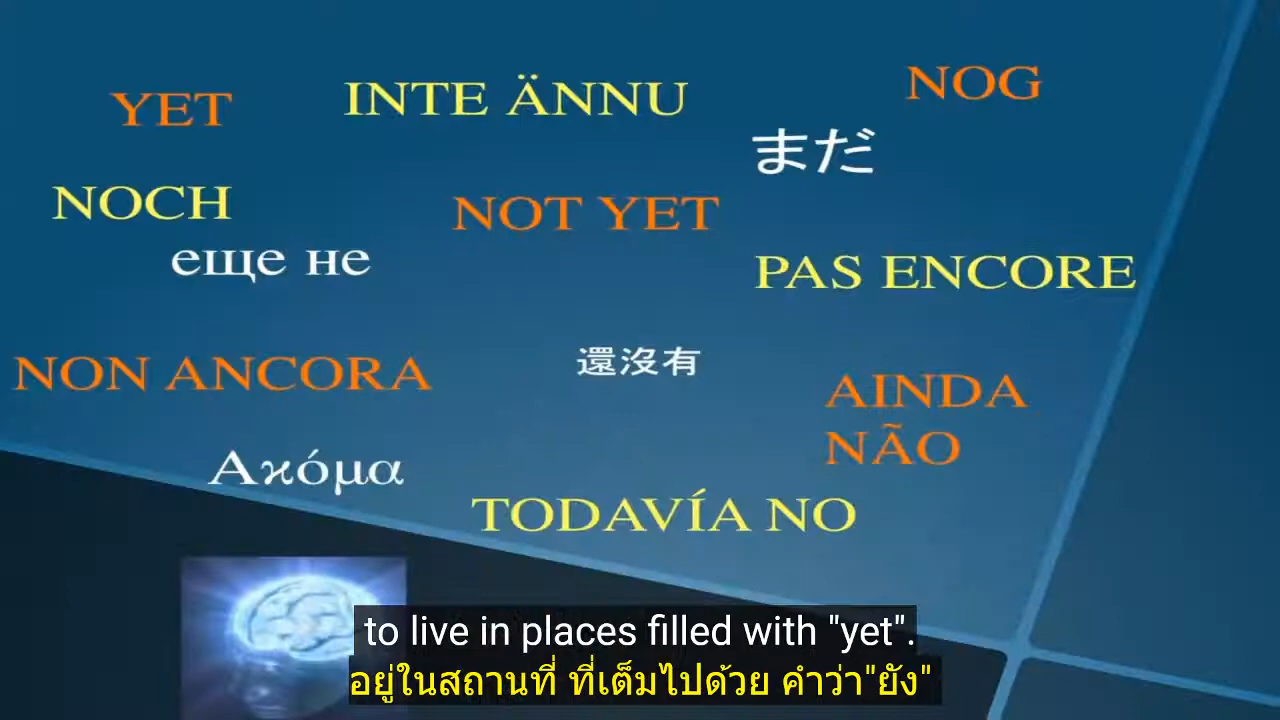 YET
INTE ÄNNU
NOG
まだ
NOCH
NOT YET
еще не
PAS ENCORE
NON ANCORA
還沒有
AINDA
NÃO
Ακόμα
TODAVÍA NO
to live in places filled with "yet".
อยู่ในสถานที่ ที่เต็มไปด้วย คำว่า"ยัง"